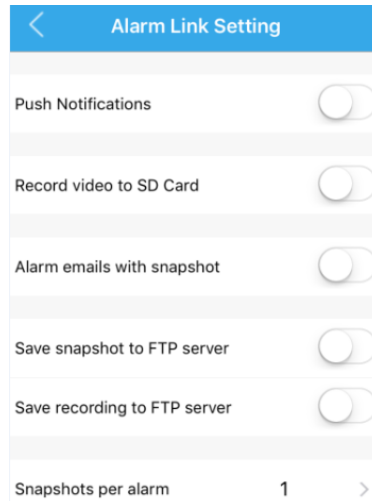 Alarm Link Setting
Push Notifications
Record video to SD Card
Alarm emails with snapshot
Save snapshot to FTP server
Save recording to FTP server
Snapshots per alarm 1